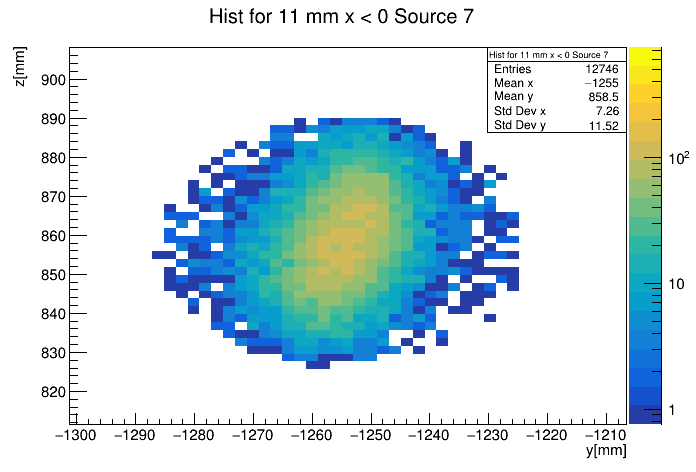 Hist for 11 mm x < 0 Source 7
z[mm]
Hist for 11 mm x < 0 Source 7
Entries 12746
Mean x −1255
Mean y 858.5
Std Dev x 7.26
Std Dev y 11.52
900
890
880
870
860
850
840
830
820
10²
10
1
−1300 −1290 −1280 −1270 −1260 −1250 −1240 −1230 −1220 −1210
y[mm]